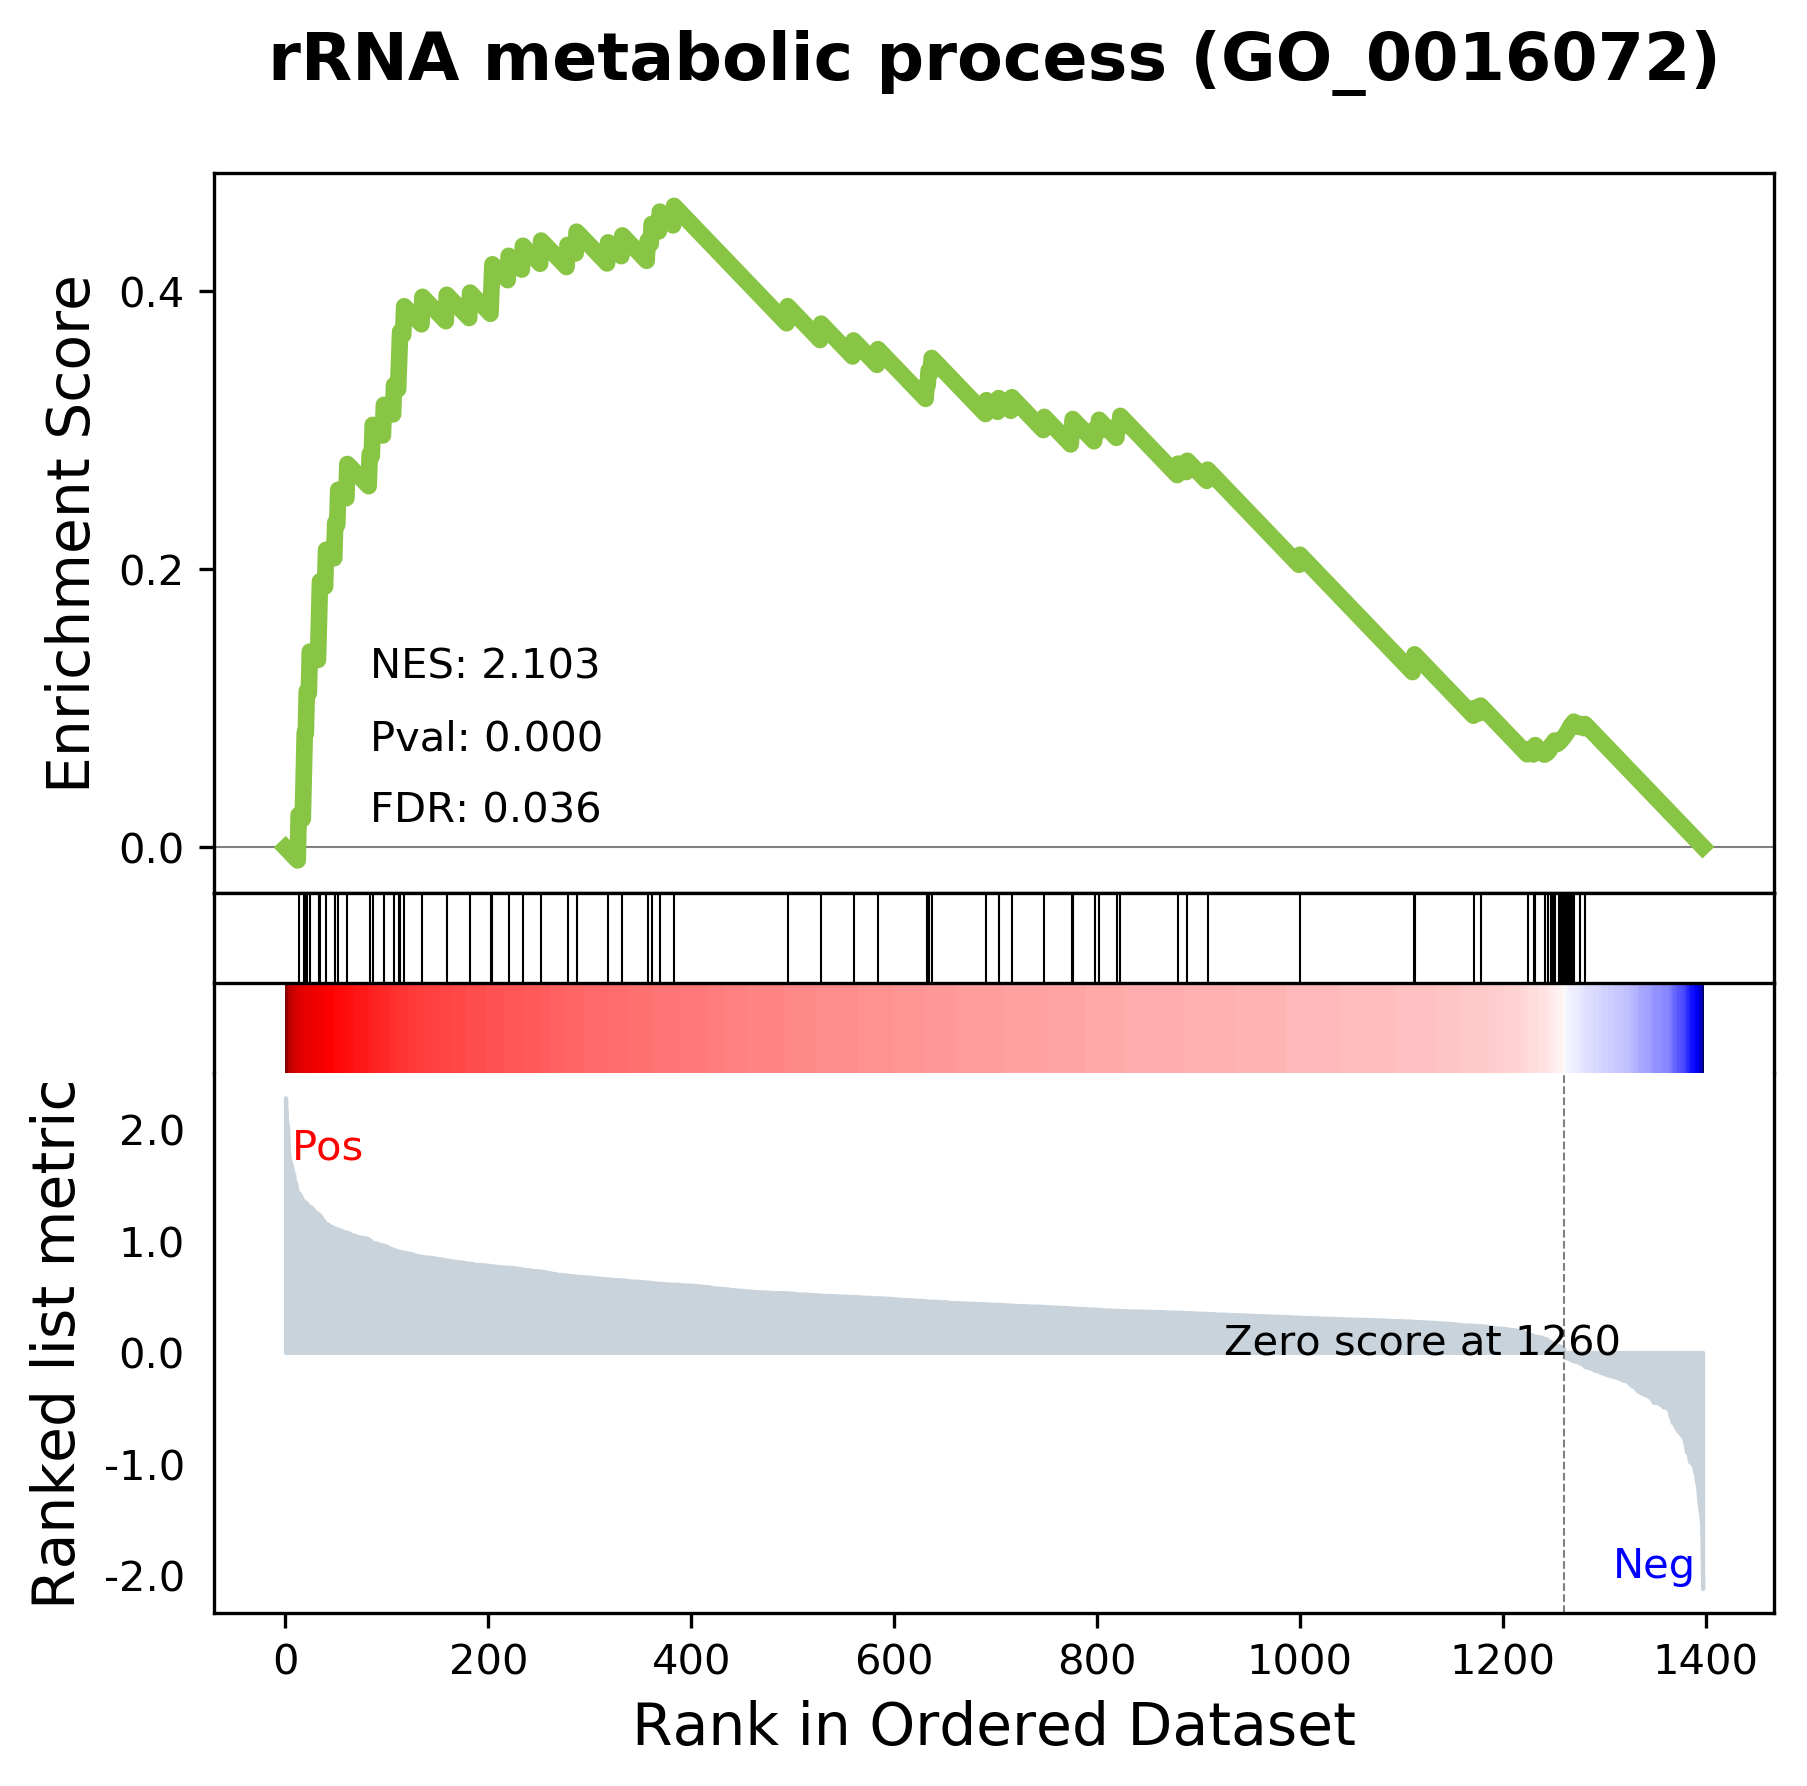 rRNA metabolic process (GO_0016072)
Enrichment Score
0.4
0.2
0.0
NES: 2.103
Pval: 0.000
FDR: 0.036
Ranked list metric
2.0
1.0
0.0
-1.0
-2.0
Pos
Zero score at 1260
Neg
0 200 400 600 800 1000 1200 1400
Rank in Ordered Dataset